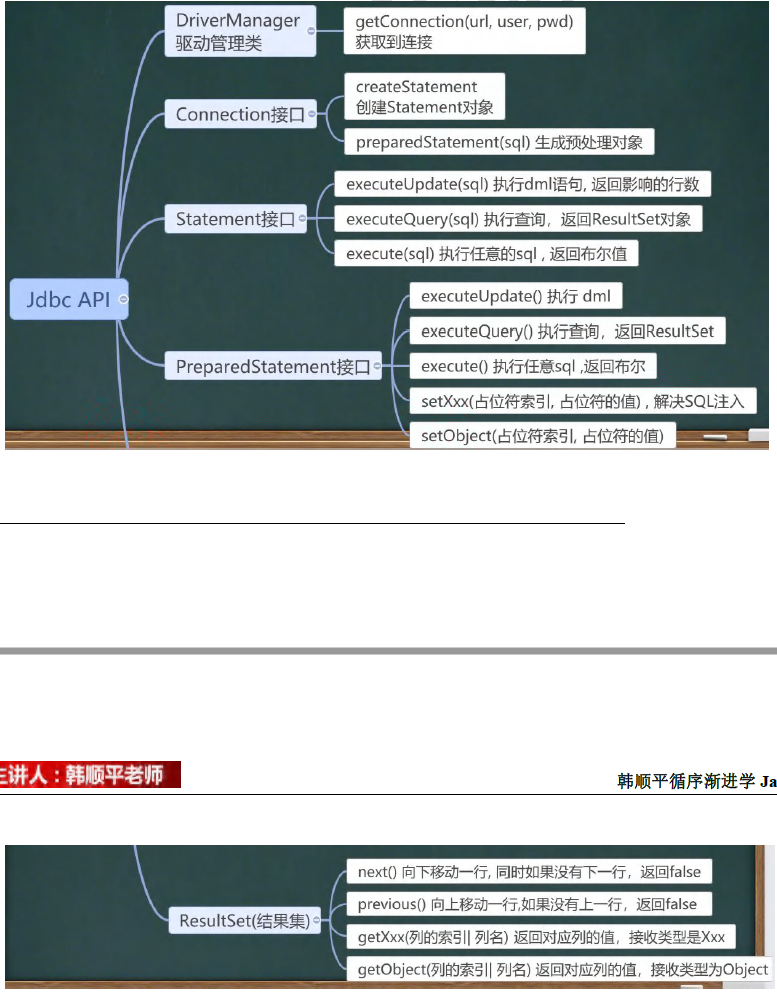 DriverManager
驱动管理类
getConnection(url, user, pwd)
获取到连接
Connection接口
createStatement
创建Statement对象
preparedStatement(sql) 生成预处理对象
Statement接口
executeUpdate(sql) 执行dml语句, 返回影响的行数
executeQuery(sql) 执行查询，返回ResultSet对象
execute(sql) 执行任意的sql , 返回布尔值
Jdbc API
PreparedStatement接口
executeUpdate() 执行 dml
executeQuery() 执行查询，返回ResultSet
execute() 执行任意sql ,返回布尔
setXxx(占位符索引, 占位符的值) , 解决SQL注入
setObject(占位符索引, 占位符的值)
主讲人：韩顺平老师
韩顺平循序渐进学 Ja
ResultSet(结果集)
next() 向下移动一行, 同时如果没有下一行，返回false
previous() 向上移动一行,如果没有上一行，返回false
getXxx(列的索引| 列名) 返回对应列的值，接收类型是Xxx
getObject(列的索引| 列名) 返回对应列的值，接收类型为Object